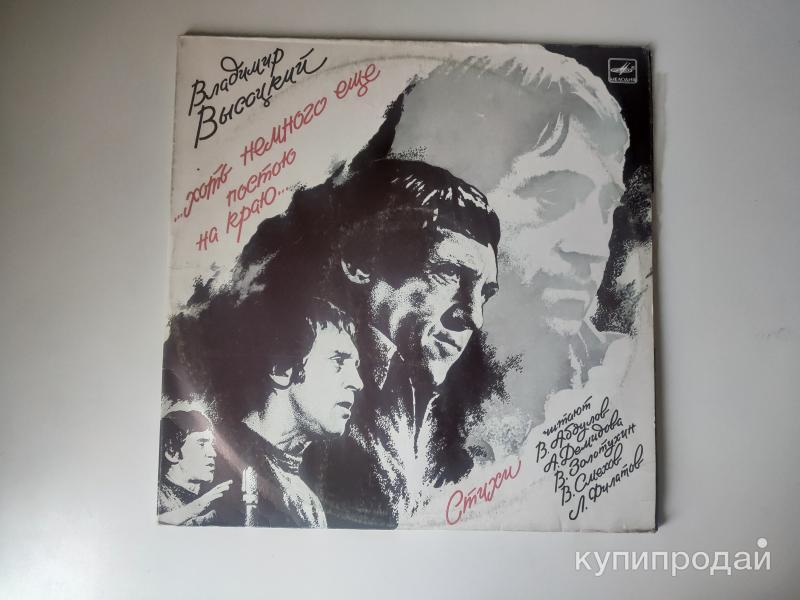 Владимир
Высоцкий
...хоть немного еще
постою
на краю...
МЕЛОДИЯ
Стихи
читают
В. Абдулов
А. Демидова
В. Золотухин
В. Смехов
Л. Филатов
купипродай